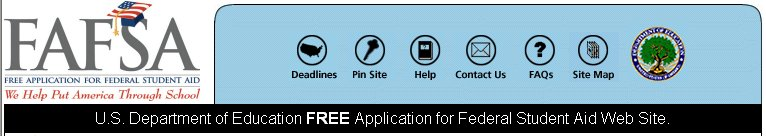 FAFSA
FREE APPLICATION FOR FEDERAL STUDENT AID
We Help Put America Through School
Deadlines Pin Site Help Contact Us FAQs Site Map
U.S. Department of Education FREE Application for Federal Student Aid Web Site.